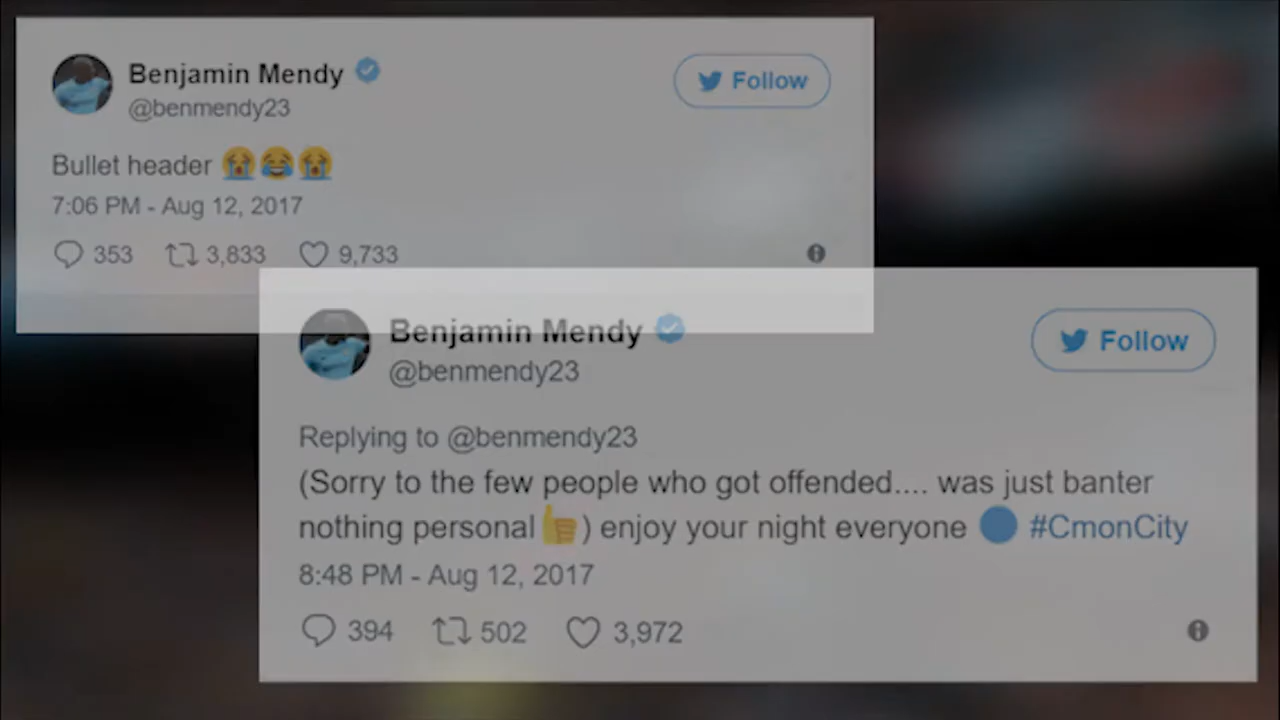 Benjamin Mendy
Follow
@benmendy23
Bullet header 😭😂😭
7:06 PM - Aug 12, 2017
353 3,833 9,733
Benjamin Mendy
Follow
@benmendy23
Replying to @benmendy23
(Sorry to the few people who got offended.... was just banter
nothing personal 👍) enjoy your night everyone 🔵 #CmonCity
8:48 PM - Aug 12, 2017
394 502 3,972